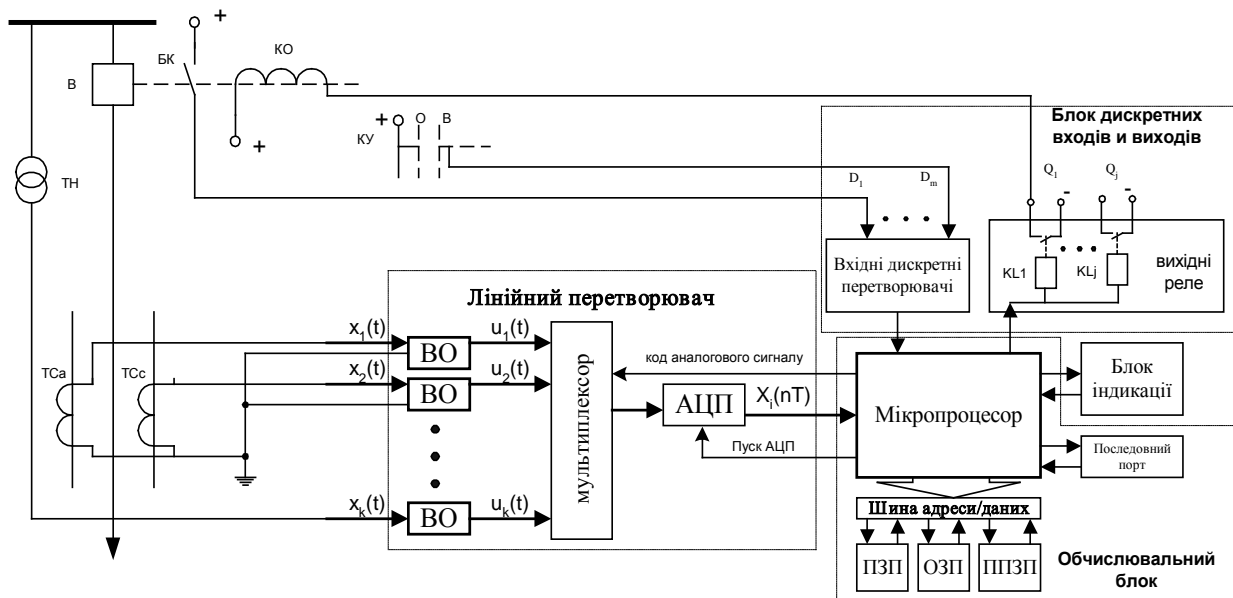 +
БК
КО
В
+
+
О
В
КУ
ТН
Блок дискретних
входів и виходів
D1
Dm
Q1
-
Qj
-
Вхідні дискретні
перетворювачі
KL1
KLj
вихідні
реле
Лінійний перетворювач
x1(t)
ВО
u1(t)
x2(t)
ВО
u2(t)
xk(t)
ВО
uk(t)
ТСа
ТСс
мультиплексор
код аналогового сигналу
АЦП
Xi(nT)
Пуск АЦП
Мікропроцесор
Блок
індикації
Последовний
порт
Шина адреси/даних
ПЗП
ОЗП
ППЗП
Обчислювальний
блок